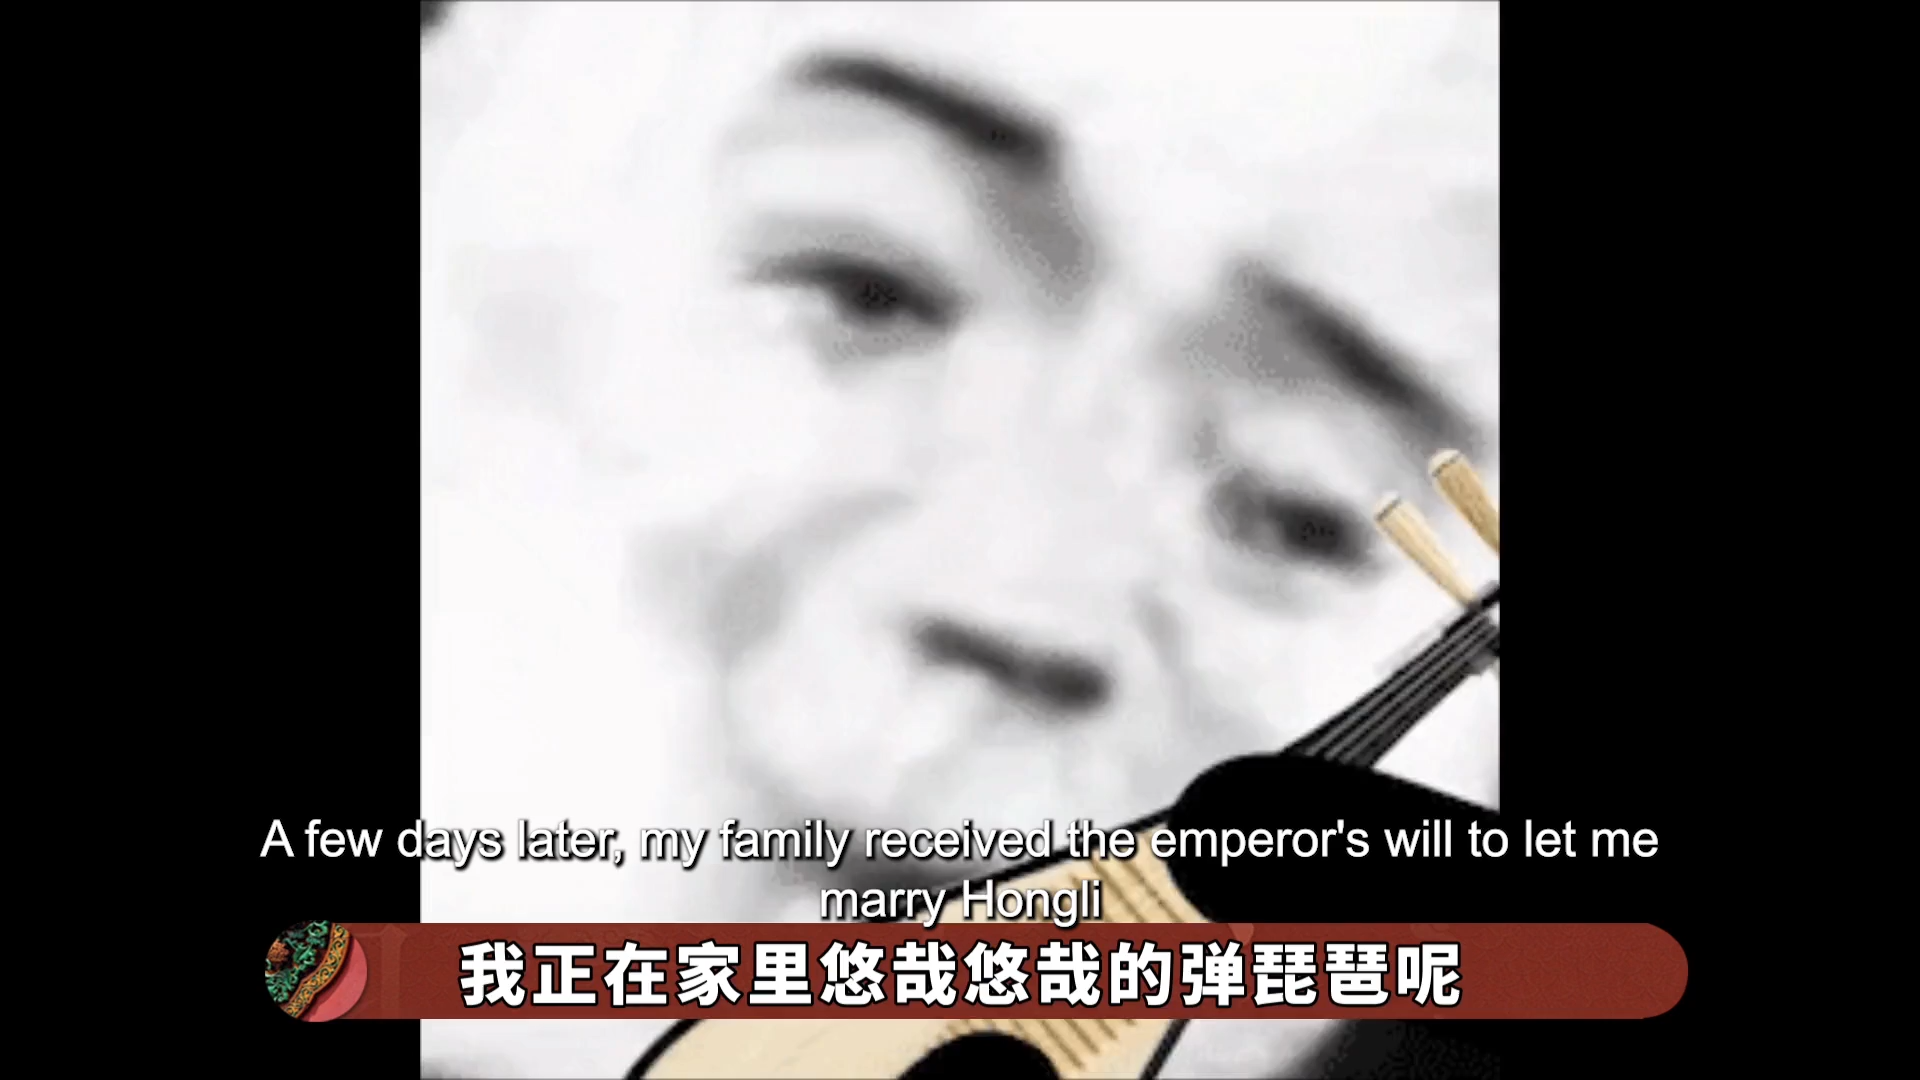 A few days later, my family received the emperor's will to let me
marry Hongli
我正在家里悠哉悠哉的弹琵琶呢